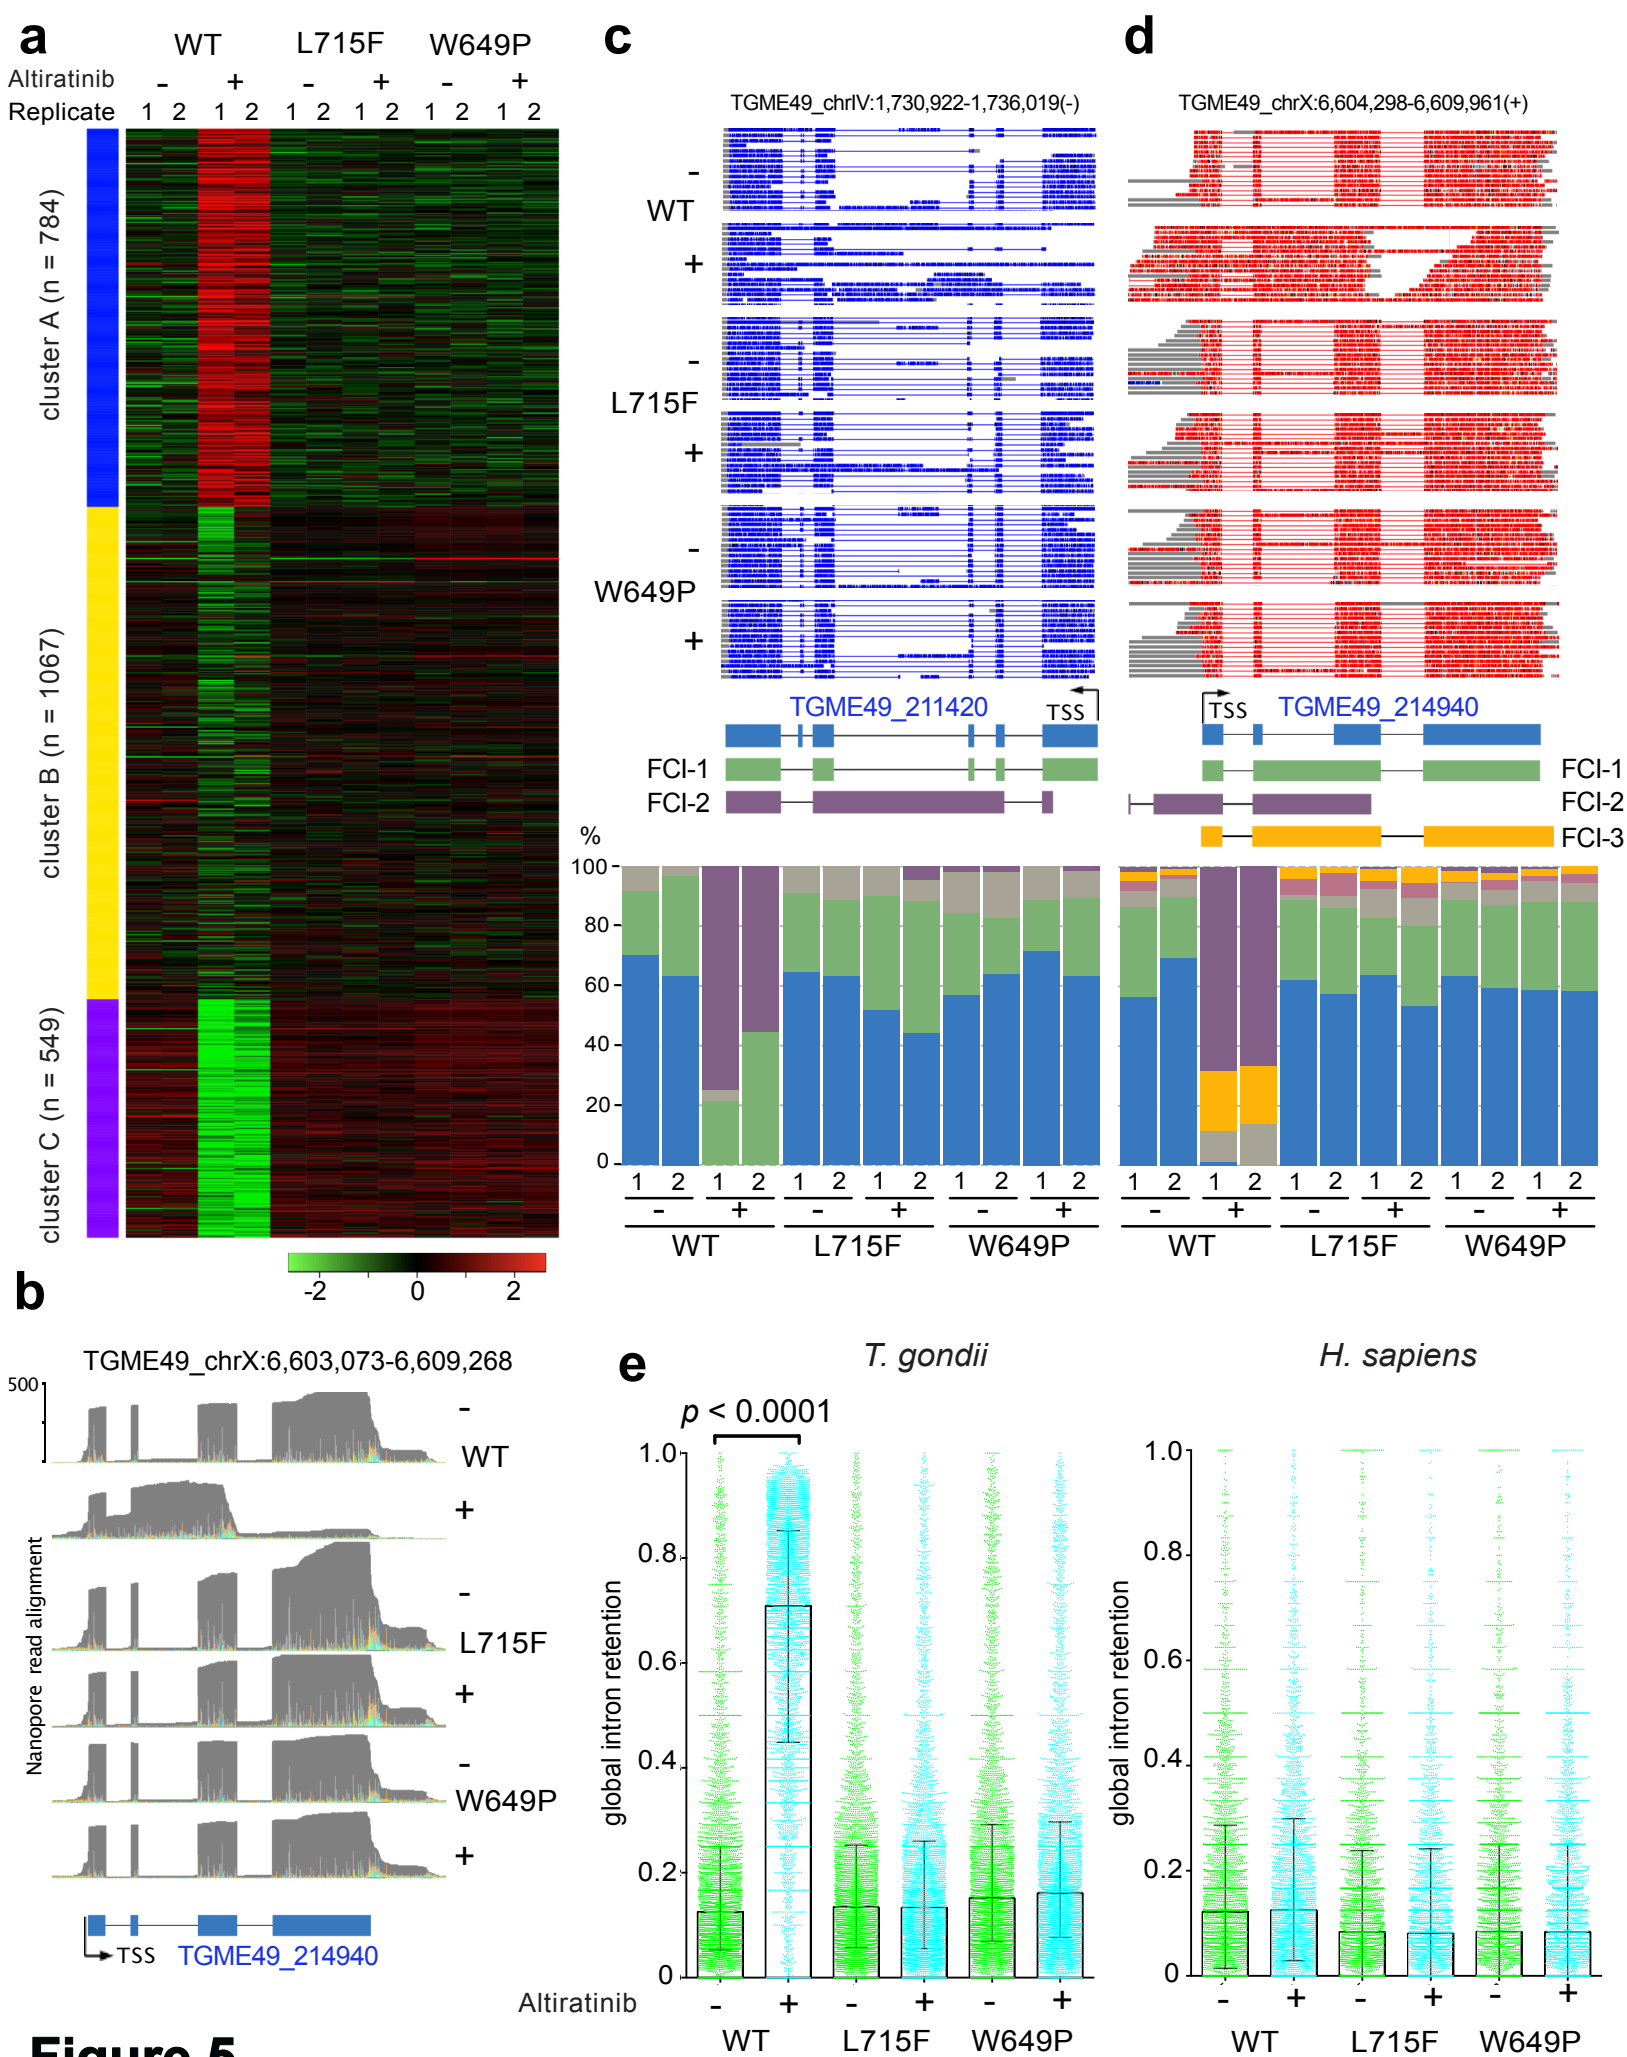 a
WT L715F W649P
Altiratinib - + - + - +
Replicate 1 2 1 2 1 2 1 2 1 2 1 2
cluster A (n = 784)
cluster B (n = 1067)
cluster C (n = 549)
-2 0 2
b
TGME49_chrX:6,603,073-6,609,268
500
Nanopore read alignment
-
WT
+
-
L715F
+
-
W649P
+
TSS TGME49_214940
c
TGME49_chrIV:1,730,922-1,736,019(-)
-
WT
+
-
L715F
+
-
W649P
+
TGME49_211420 TSS
FCI-1
FCI-2
%
100
80
60
40
20
0
1 2 1 2 1 2 1 2 1 2 1 2
- + - + - +
WT L715F W649P
d
TGME49_chrX:6,604,298-6,609,961(+)
TSS TGME49_214940
FCI-1
FCI-2
FCI-3
1 2 1 2 1 2 1 2 1 2 1 2
- + - + - +
WT L715F W649P
e
T. gondii
p < 0.0001
global intron retention
1.0
0.8
0.6
0.4
0.2
0
Altiratinib - + - + - +
WT L715F W649P
H. sapiens
global intron retention
1.0
0.8
0.6
0.4
0.2
0
- + - + - +
WT L715F W649P
Figure 5